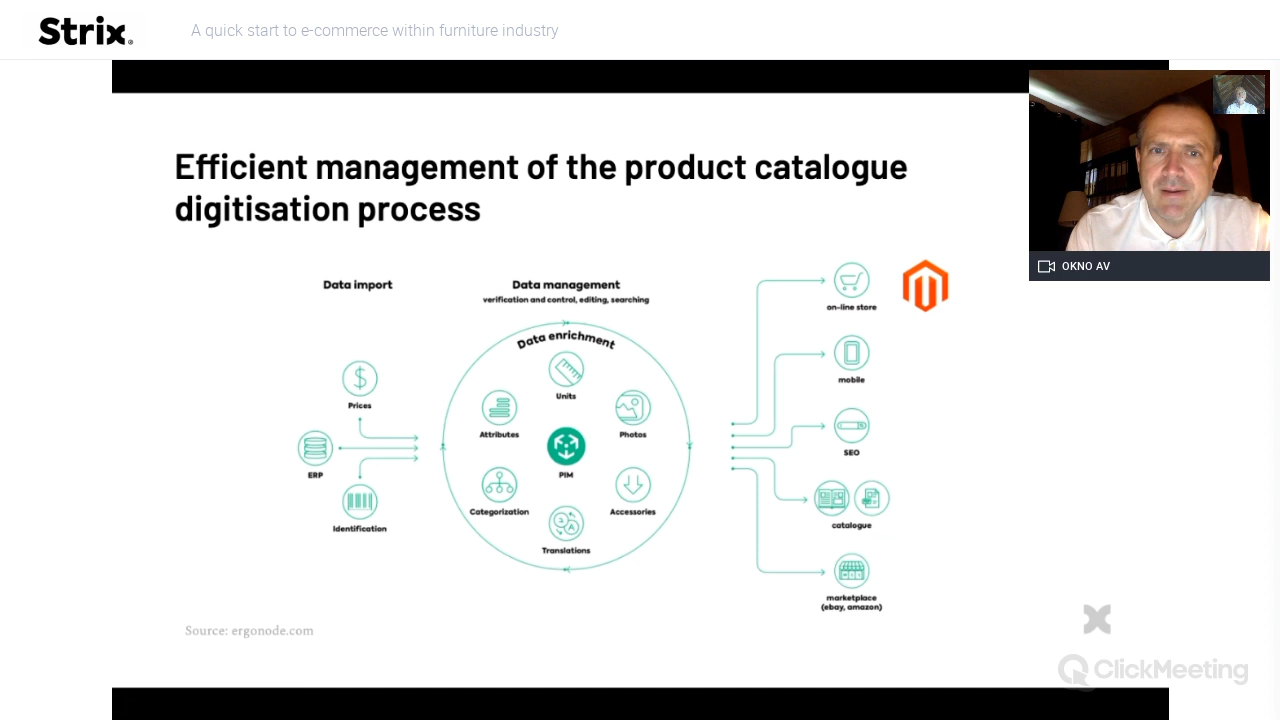 Strix®
A quick start to e-commerce within furniture industry
OKNO AV
Efficient management of the product catalogue
digitisation process
Data import
Data management
verification and control, editing, searching
Data enrichment
Prices
ERP
Identification
Units
Attributes
Photos
PIM
Categorization
Accessories
A
Translations
on-line store
mobile
SEO
catalogue
marketplace
(ebay, amazon)
Source: ergonode.com
ClickMeeting